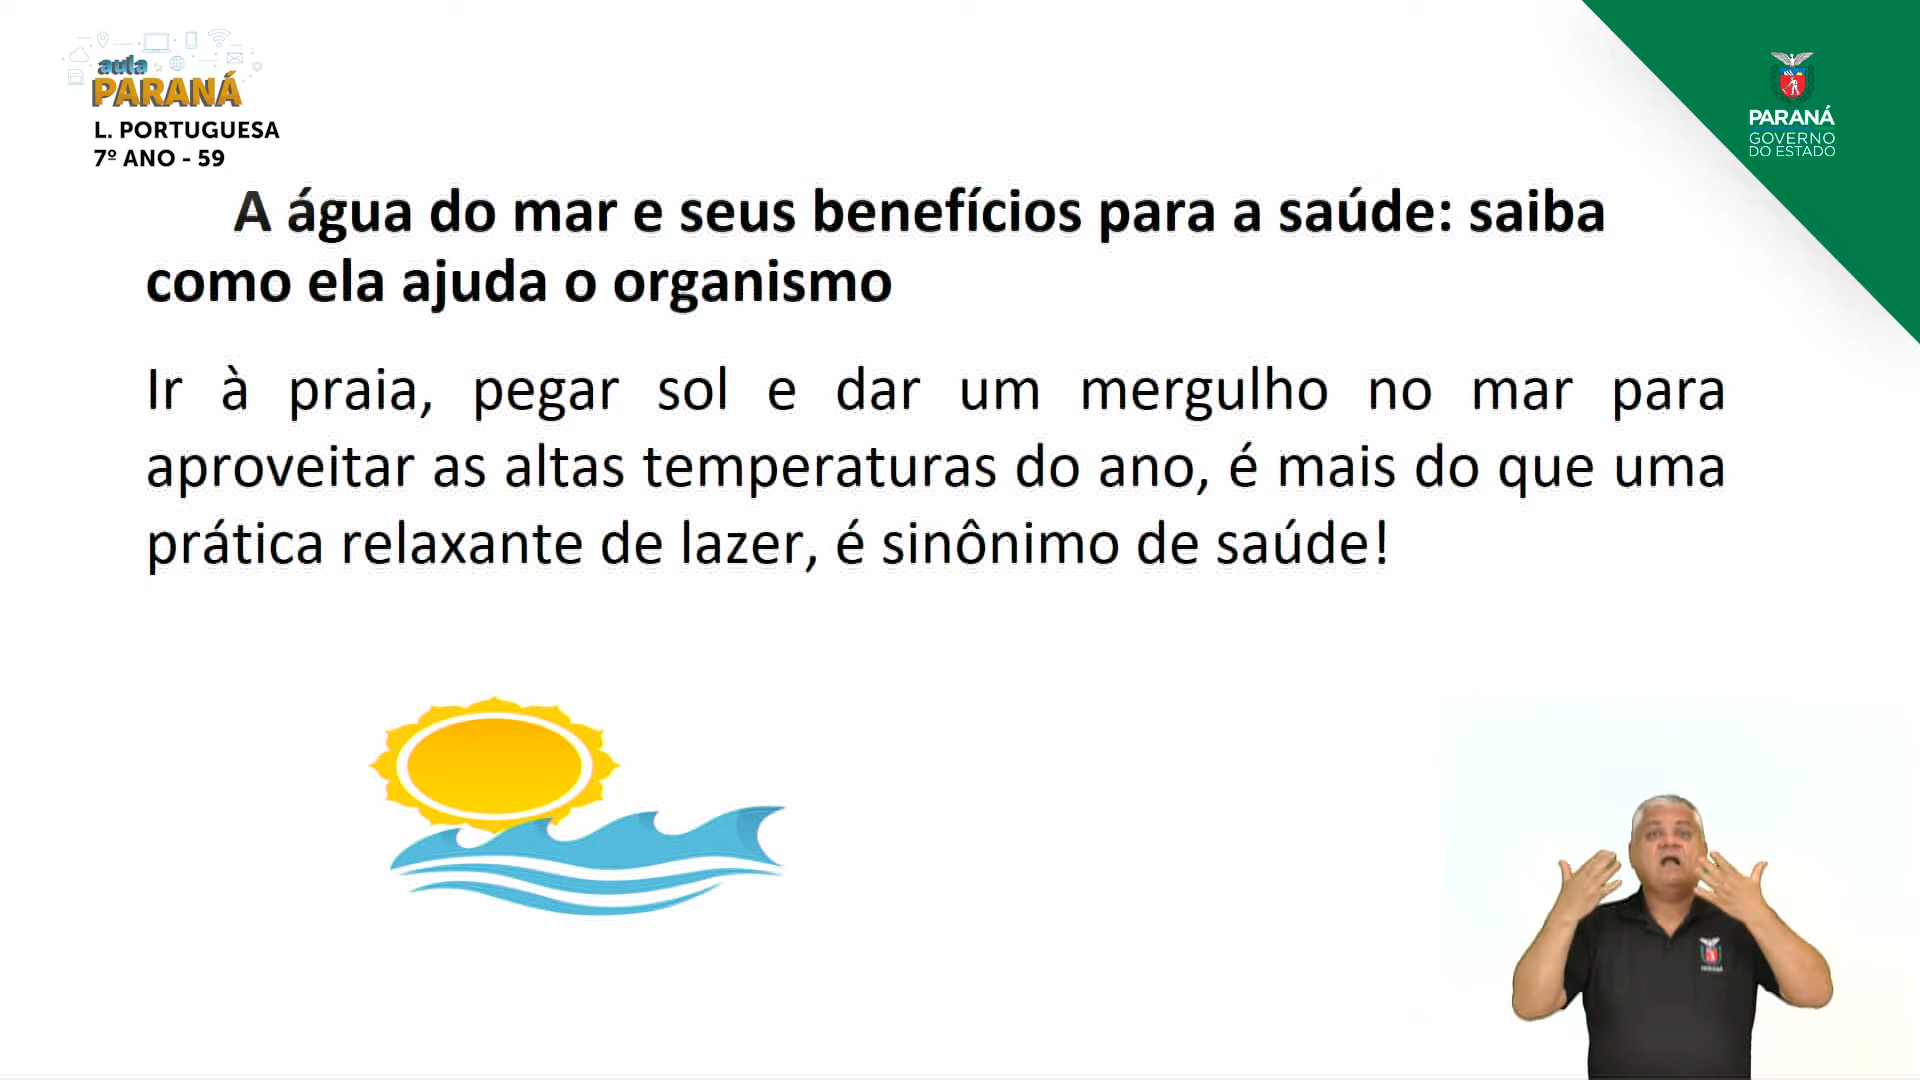 aula
PARANÁ
L. PORTUGUESA
7º ANO - 59
PARANÁ
GOVERNO
DO ESTADO
A água do mar e seus benefícios para a saúde: saiba
como ela ajuda o organismo
Ir à praia, pegar sol e dar um mergulho no mar para
aproveitar as altas temperaturas do ano, é mais do que uma
prática relaxante de lazer, é sinônimo de saúde!